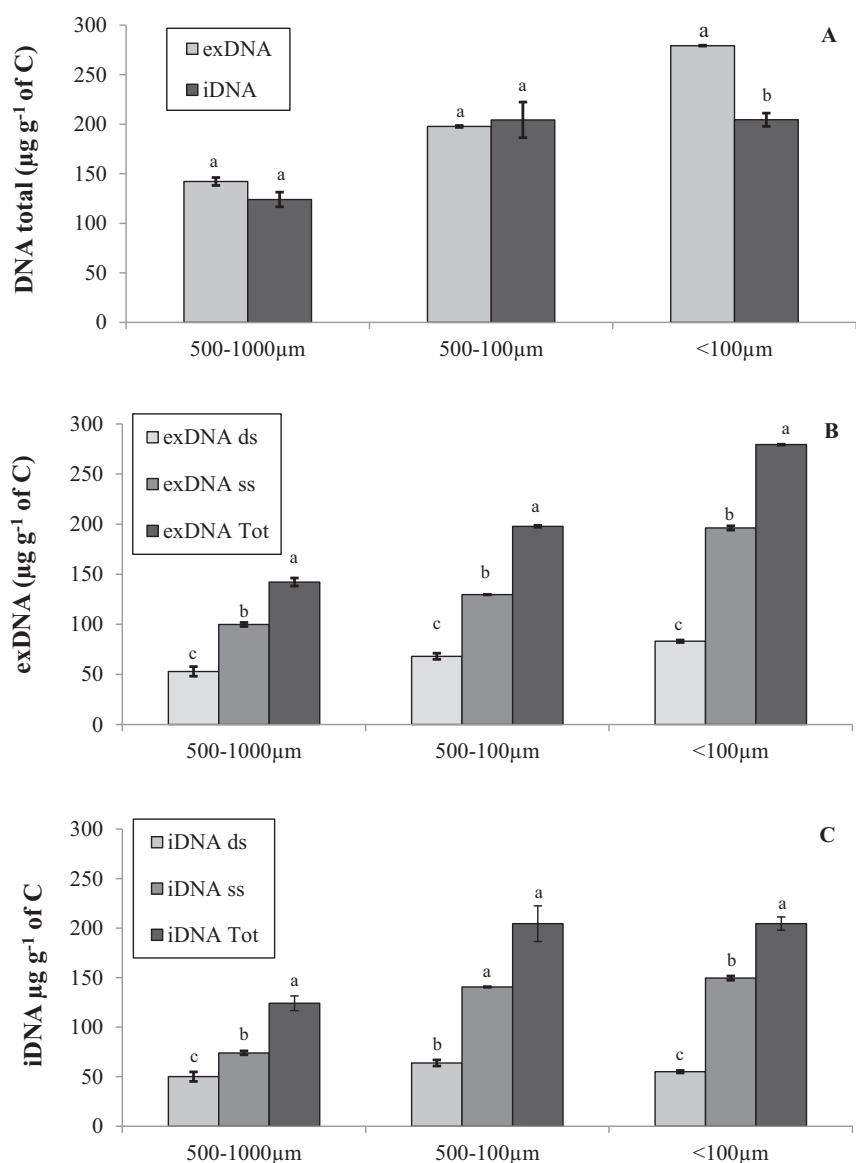 A
exDNA
iDNA
DNA total (µg g⁻¹ of C)
300
250
200
150
100
50
0
a
a
a
a
a
b
500-1000µm
500-100µm
<100µm
B
exDNA ds
exDNA ss
exDNA Tot
exDNA (µg g⁻¹ of C)
300
250
200
150
100
50
0
c
b
a
c
b
a
c
b
a
500-1000µm
500-100µm
<100µm
C
iDNA ds
iDNA ss
iDNA Tot
iDNA µg g⁻¹ of C
300
250
200
150
100
50
0
c
b
a
b
a
a
c
b
a
500-1000µm
500-100µm
<100µm